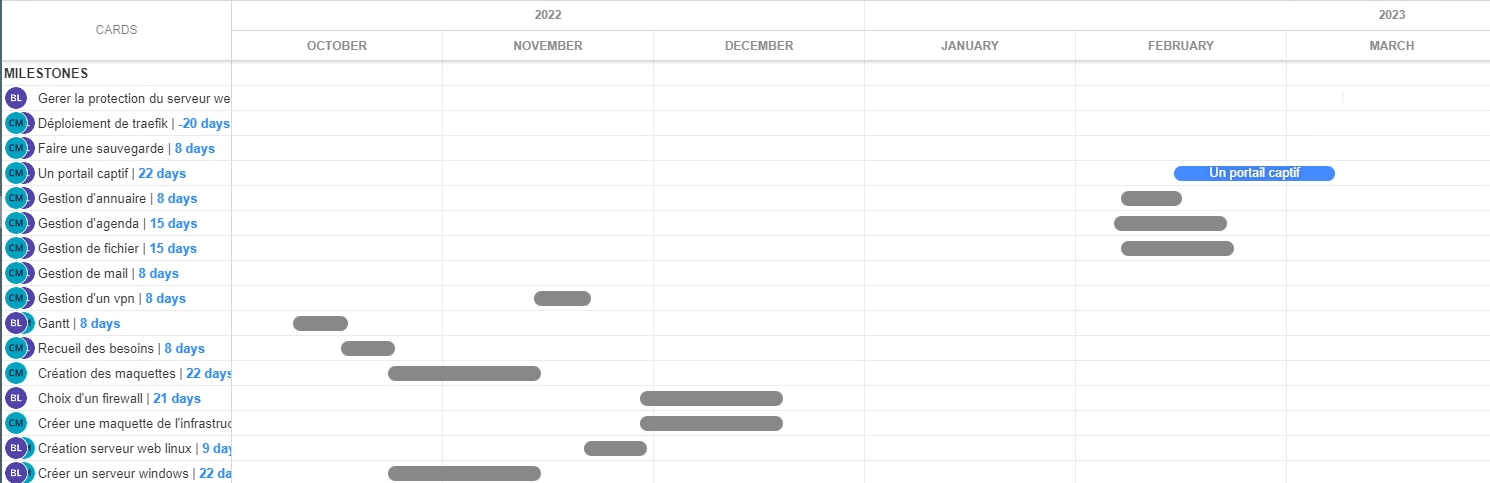 CARDS
2022
2023
OCTOBER
NOVEMBER
DECEMBER
JANUARY
FEBRUARY
MARCH
MILESTONES
BL Gerer la protection du serveur we
CM Déploiement de traefik | -20 days
CM Faire une sauvegarde | 8 days
CM Un portail captif | 22 days
Un portail captif
CM Gestion d'annuaire | 8 days
CM Gestion d'agenda | 15 days
CM Gestion de fichier | 15 days
CM Gestion de mail | 8 days
CM Gestion d'un vpn | 8 days
BL Gantt | 8 days
CM Recueil des besoins | 8 days
CM Création des maquettes | 22 days
BL Choix d'un firewall | 21 days
CM Créer une maquette de l'infrastruc
BL Création serveur web linux | 9 day
BL Créer un serveur windows | 22 da